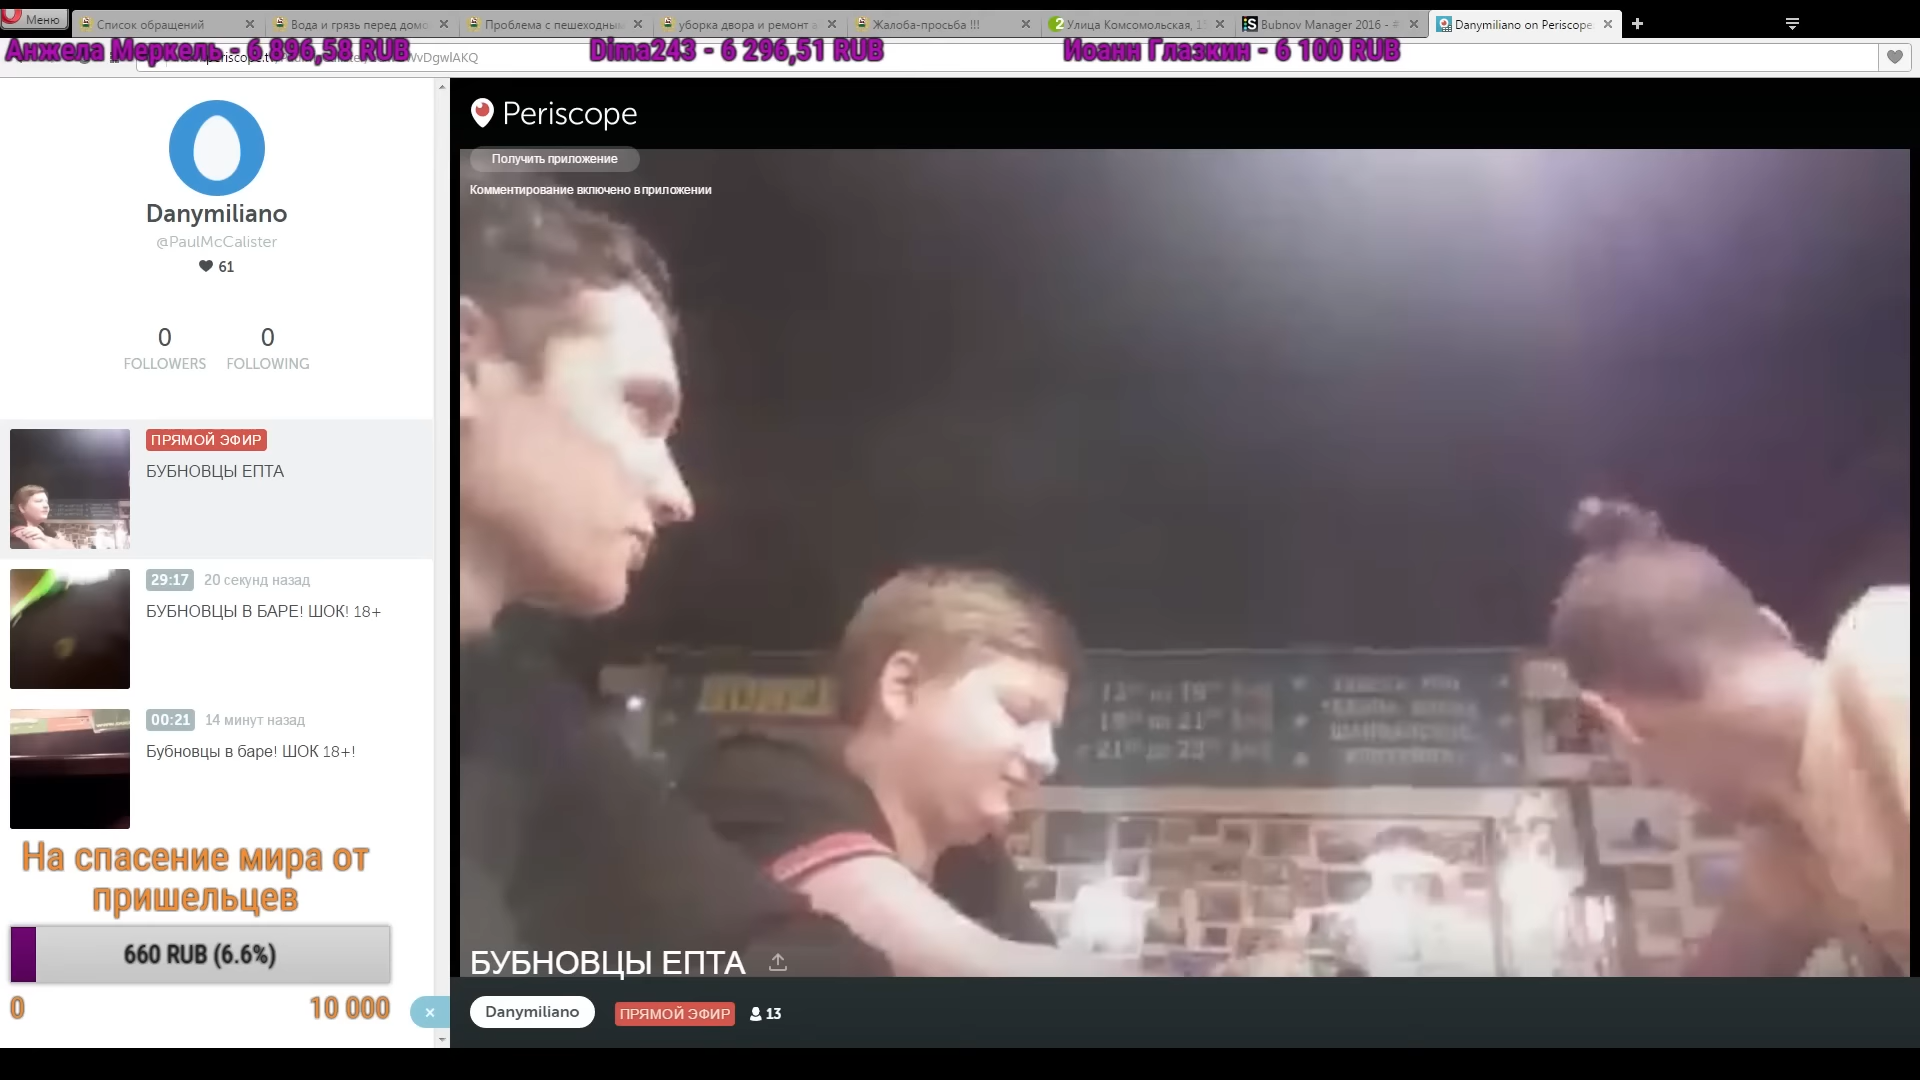 Меню
Список обращений
Вода и грязь перед домо
Проблема с пешеходным
уборка двора и ремонт а
Жалоба-просьба !!!
Улица Комсомольская, 1
Bubnov Manager 2016 - #
Danymiliano on Periscope
Анжела Меркель - 6 896,58 RUB
Dima243 - 6 296,51 RUB
Иоанн Глазкин - 6 100 RUB
Periscope
Получить приложение
Комментирование включено в приложении
Danymiliano
@PaulMcCalister
61
0
0
FOLLOWERS
FOLLOWING
ПРЯМОЙ ЭФИР
БУБНОВЦЫ ЕПТА
29:17 20 секунд назад
БУБНОВЦЫ В БАРЕ! ШОК! 18+
00:21 14 минут назад
Бубновцы в баре! ШОК 18+!
На спасение мира от
пришельцев
660 RUB (6.6%)
0
10 000
БУБНОВЦЫ ЕПТА
Danymiliano
ПРЯМОЙ ЭФИР
13